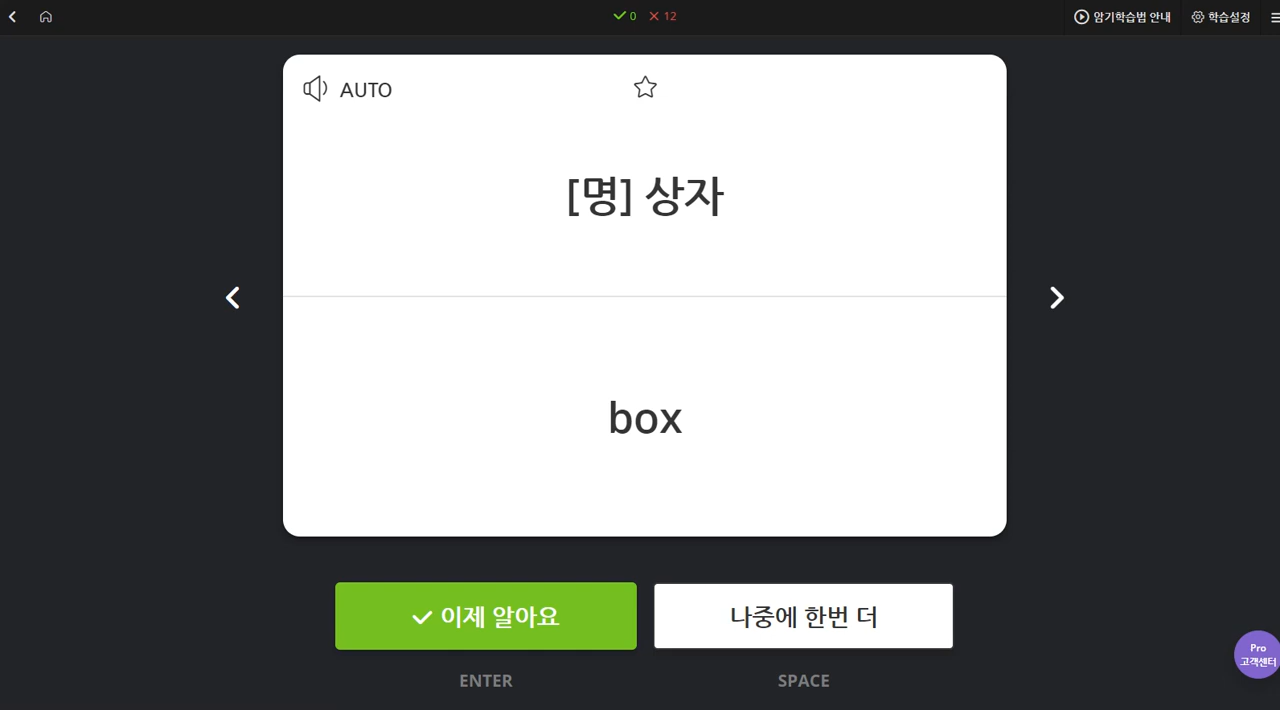 0 12 암기학습법 안내 학습설정
AUTO
[명] 상자
box
이제 알아요 나중에 한번 더
ENTER SPACE
Pro
고객센터